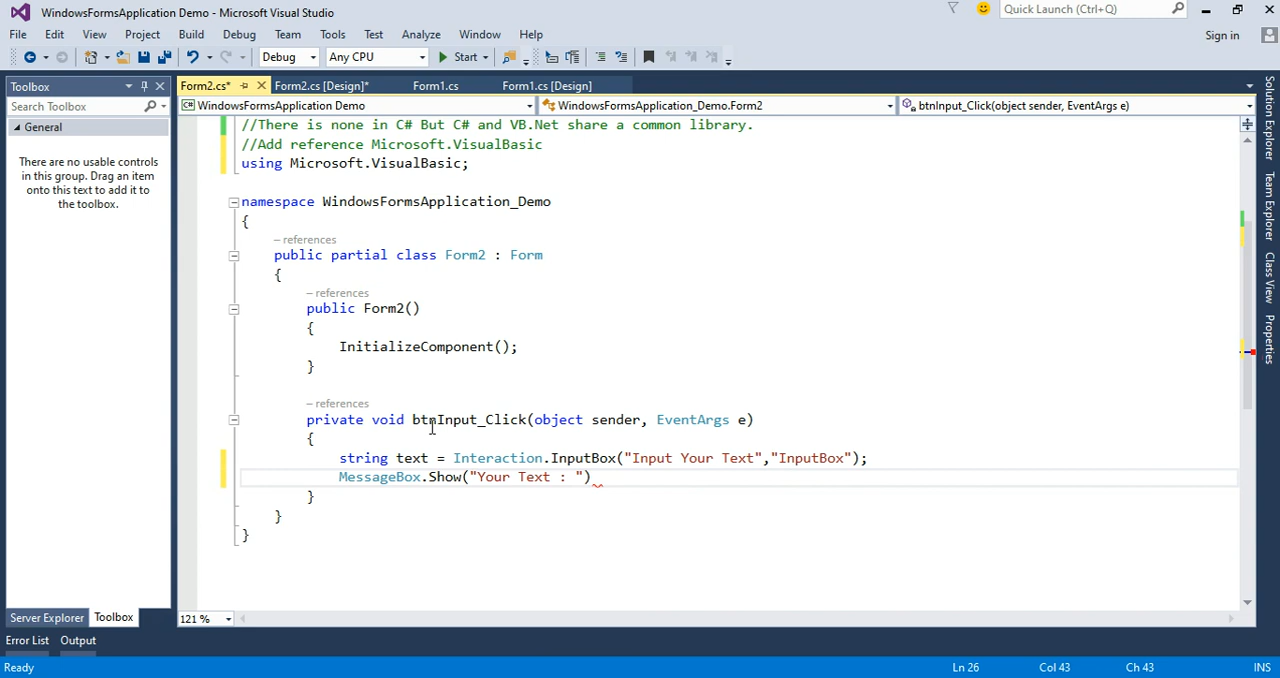 WindowsFormsApplication Demo - Microsoft Visual Studio
Quick Launch (Ctrl+Q)
File Edit View Project Build Debug Team Tools Test Analyze Window Help
Sign in
Debug Any CPU Start
Toolbox
Form2.cs* Form2.cs [Design]* Form1.cs Form1.cs [Design]
Search Toolbox
WindowsFormsApplication Demo WindowsFormsApplication_Demo.Form2 btnInput_Click(object sender, EventArgs e)
General
There are no usable controls
in this group. Drag an item
onto this text to add it to
the toolbox.
//There is none in C# But C# and VB.Net share a common library.
//Add reference Microsoft.VisualBasic
using Microsoft.VisualBasic;
namespace WindowsFormsApplication_Demo
{
– references
public partial class Form2 : Form
{
– references
public Form2()
{
InitializeComponent();
}
– references
private void btnInput_Click(object sender, EventArgs e)
{
string text = Interaction.InputBox("Input Your Text","InputBox");
MessageBox.Show("Your Text : ")
}
}
}
Solution Explorer
Team Explorer
Class View
Properties
121 %
Server Explorer Toolbox
Error List Output
Ready Ln 26 Col 43 Ch 43 INS